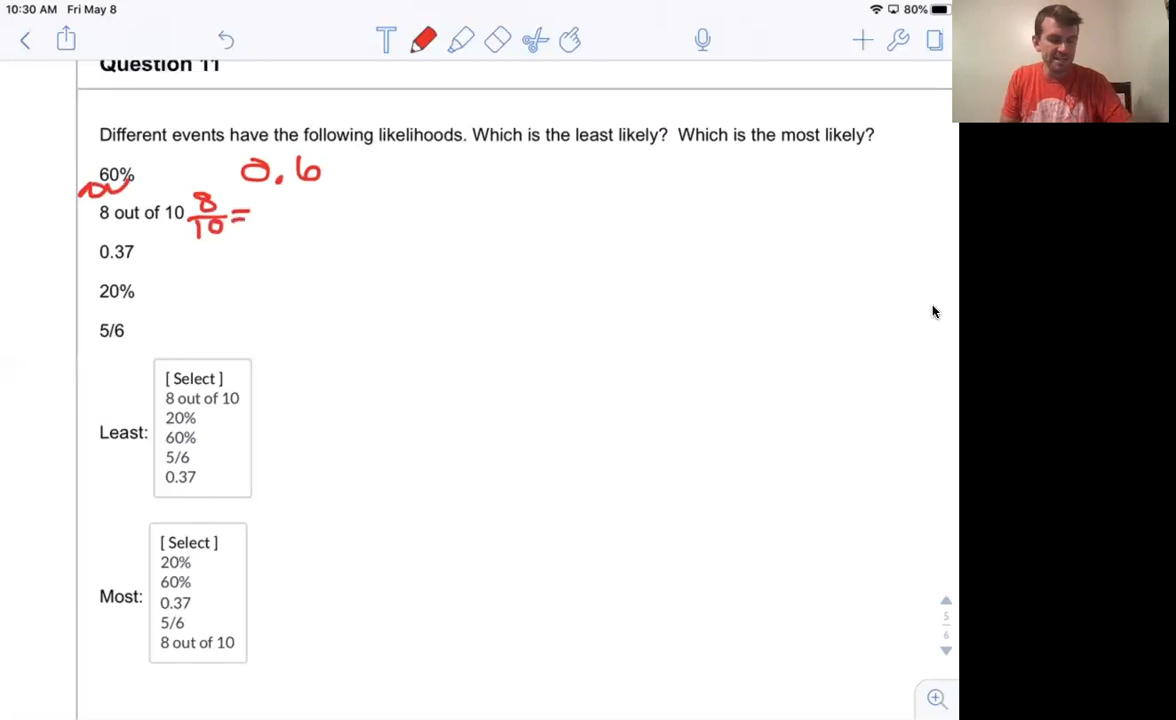 10:30 AM Fri May 8 80%
Question 11
Different events have the following likelihoods. Which is the least likely? Which is the most likely?
60% 0.6
8 out of 10 8/10 =
0.37
20%
5/6
Least:
[ Select ]
8 out of 10
20%
60%
5/6
0.37
Most:
[ Select ]
20%
60%
0.37
5/6
8 out of 10
5
6